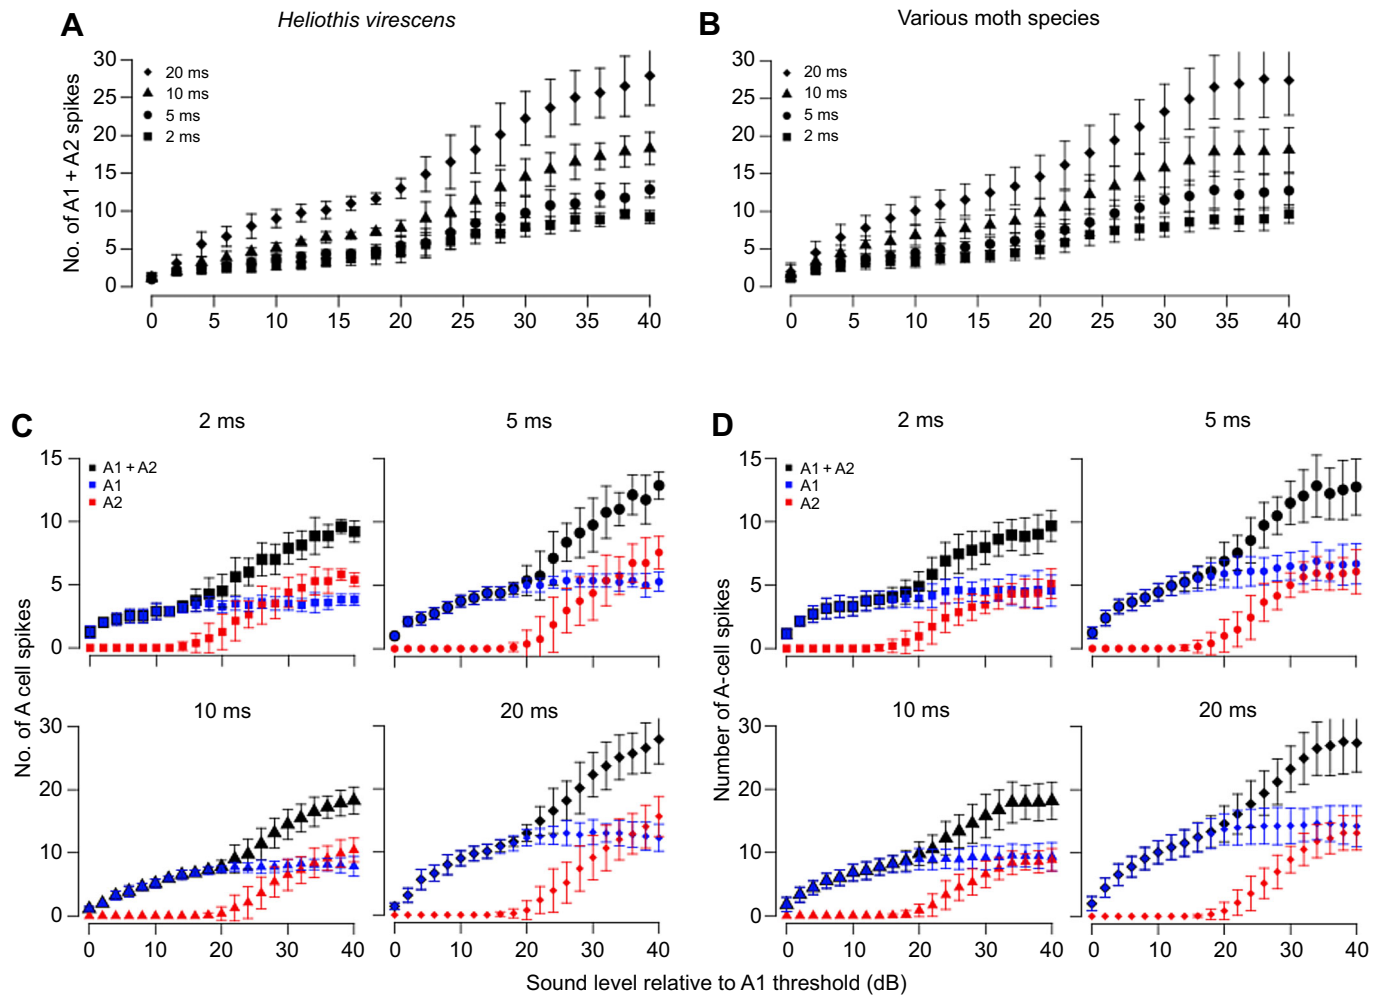 A
Heliothis virescens
B
Various moth species
No. of A1 + A2 spikes
30
25
20
15
10
5
0
20 ms
10 ms
5 ms
2 ms
0 5 10 15 20 25 30 35 40
30
25
20
15
10
5
0
20 ms
10 ms
5 ms
2 ms
0 5 10 15 20 25 30 35 40
C
2 ms
5 ms
No. of A cell spikes
15
10
5
0
A1 + A2
A1
A2
10 ms
20 ms
30
20
10
0
0 10 20 30 40
0 10 20 30 40
D
2 ms
5 ms
Number of A-cell spikes
15
10
5
0
A1 + A2
A1
A2
10 ms
20 ms
30
20
10
0
0 10 20 30 40
0 10 20 30 40
Sound level relative to A1 threshold (dB)